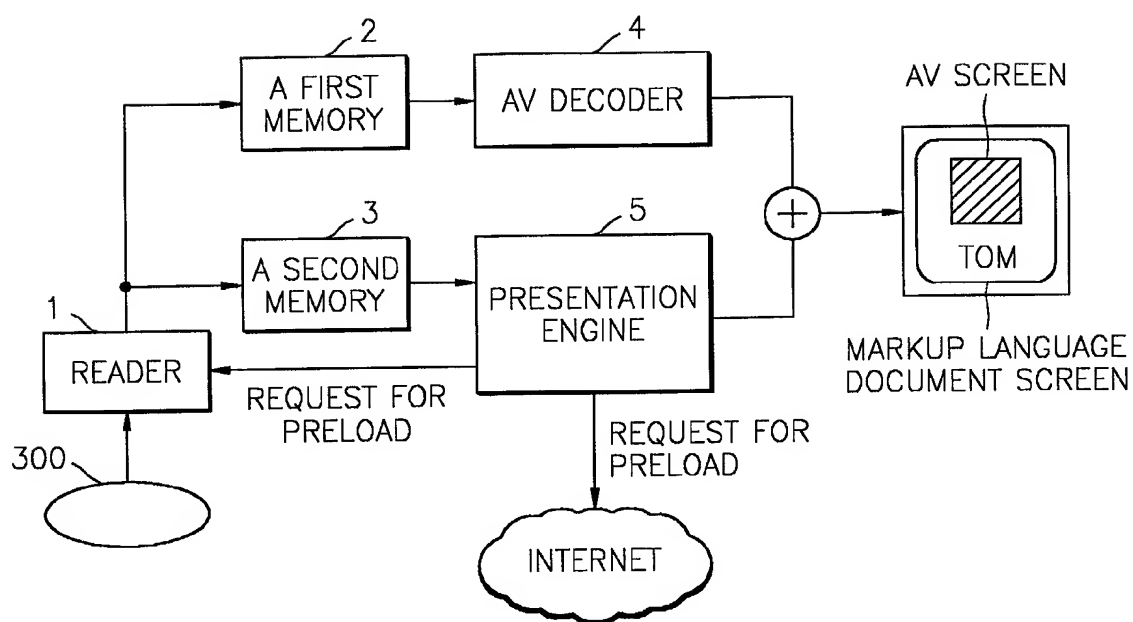 2
A FIRST
MEMORY
4
AV DECODER
AV SCREEN
TOM
MARKUP LANGUAGE
DOCUMENT SCREEN
3
A SECOND
MEMORY
5
PRESENTATION
ENGINE
1
READER
REQUEST FOR
PRELOAD
REQUEST FOR
PRELOAD
300
INTERNET